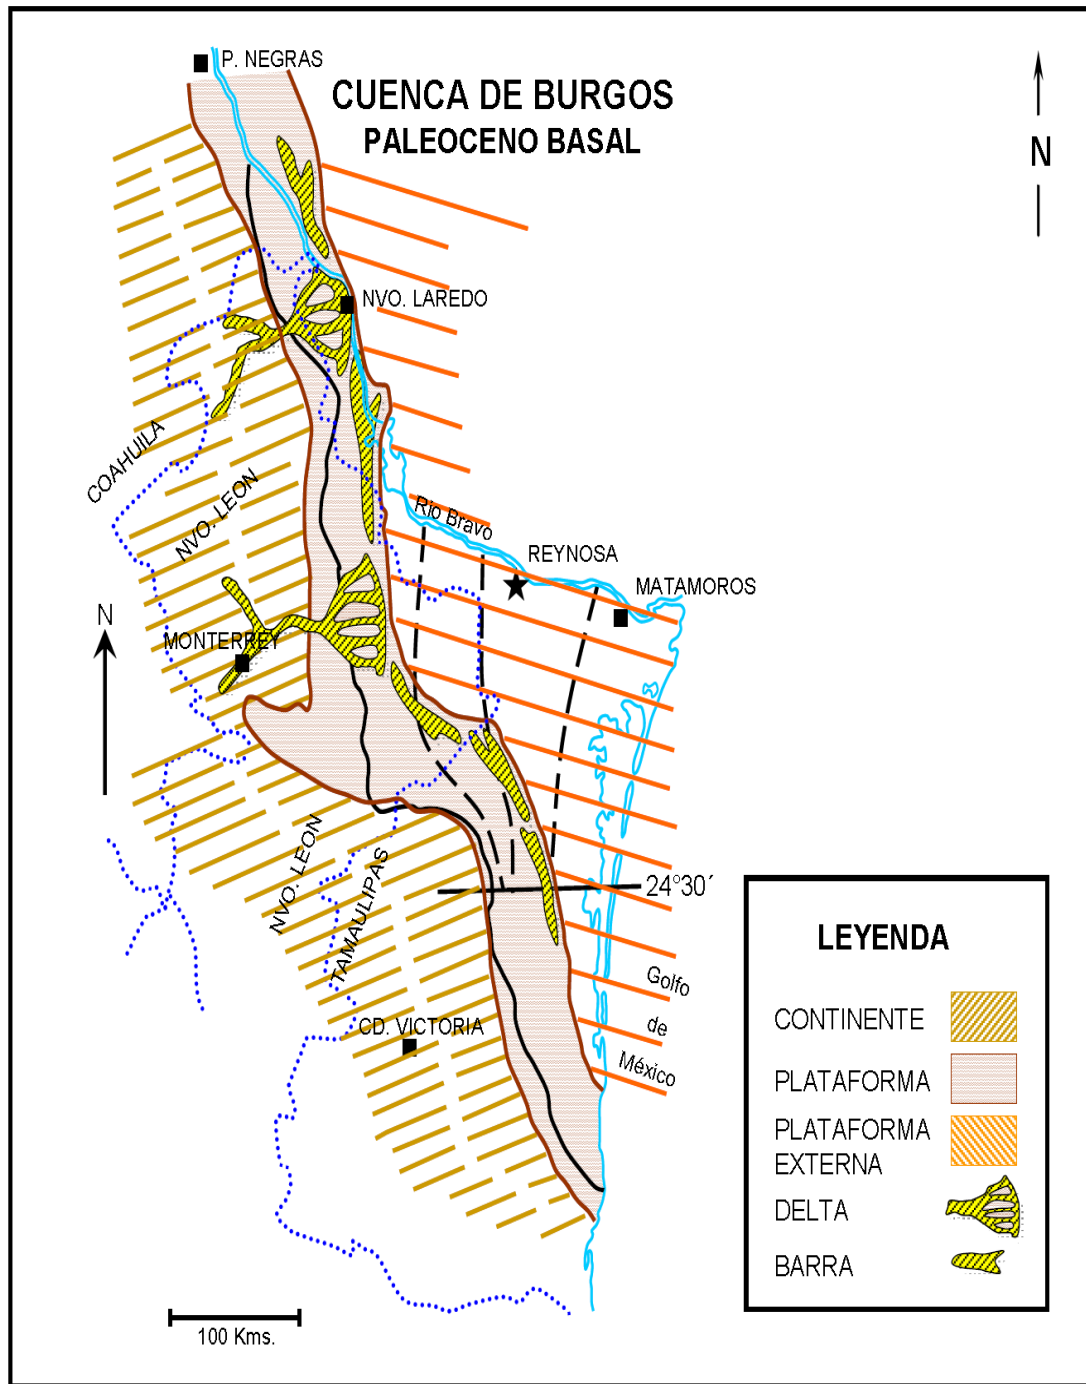 P. NEGRAS
CUENCA DE BURGOS
PALEOCENO BASAL
N
NVO. LAREDO
COAHUILA
NVO. LEON
Rio Bravo
REYNOSA
MATAMOROS
N
MONTERREY
NVO. LEON
TAMAULIPAS
24°30´
CD. VICTORIA
Golfo
de
México
LEYENDA
CONTINENTE
PLATAFORMA
PLATAFORMA
EXTERNA
DELTA
BARRA
100 Kms.